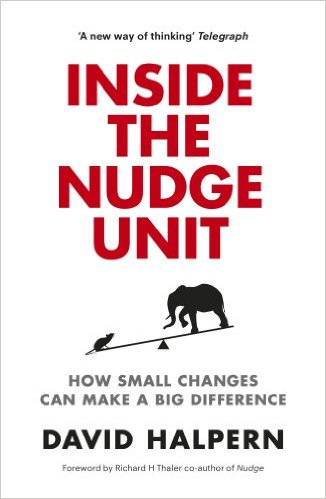 'A new way of thinking' Telegraph
INSIDE
THE
NUDGE
UNIT
HOW SMALL CHANGES
CAN MAKE A BIG DIFFERENCE
DAVID HALPERN
Foreword by Richard H Thaler co-author of Nudge